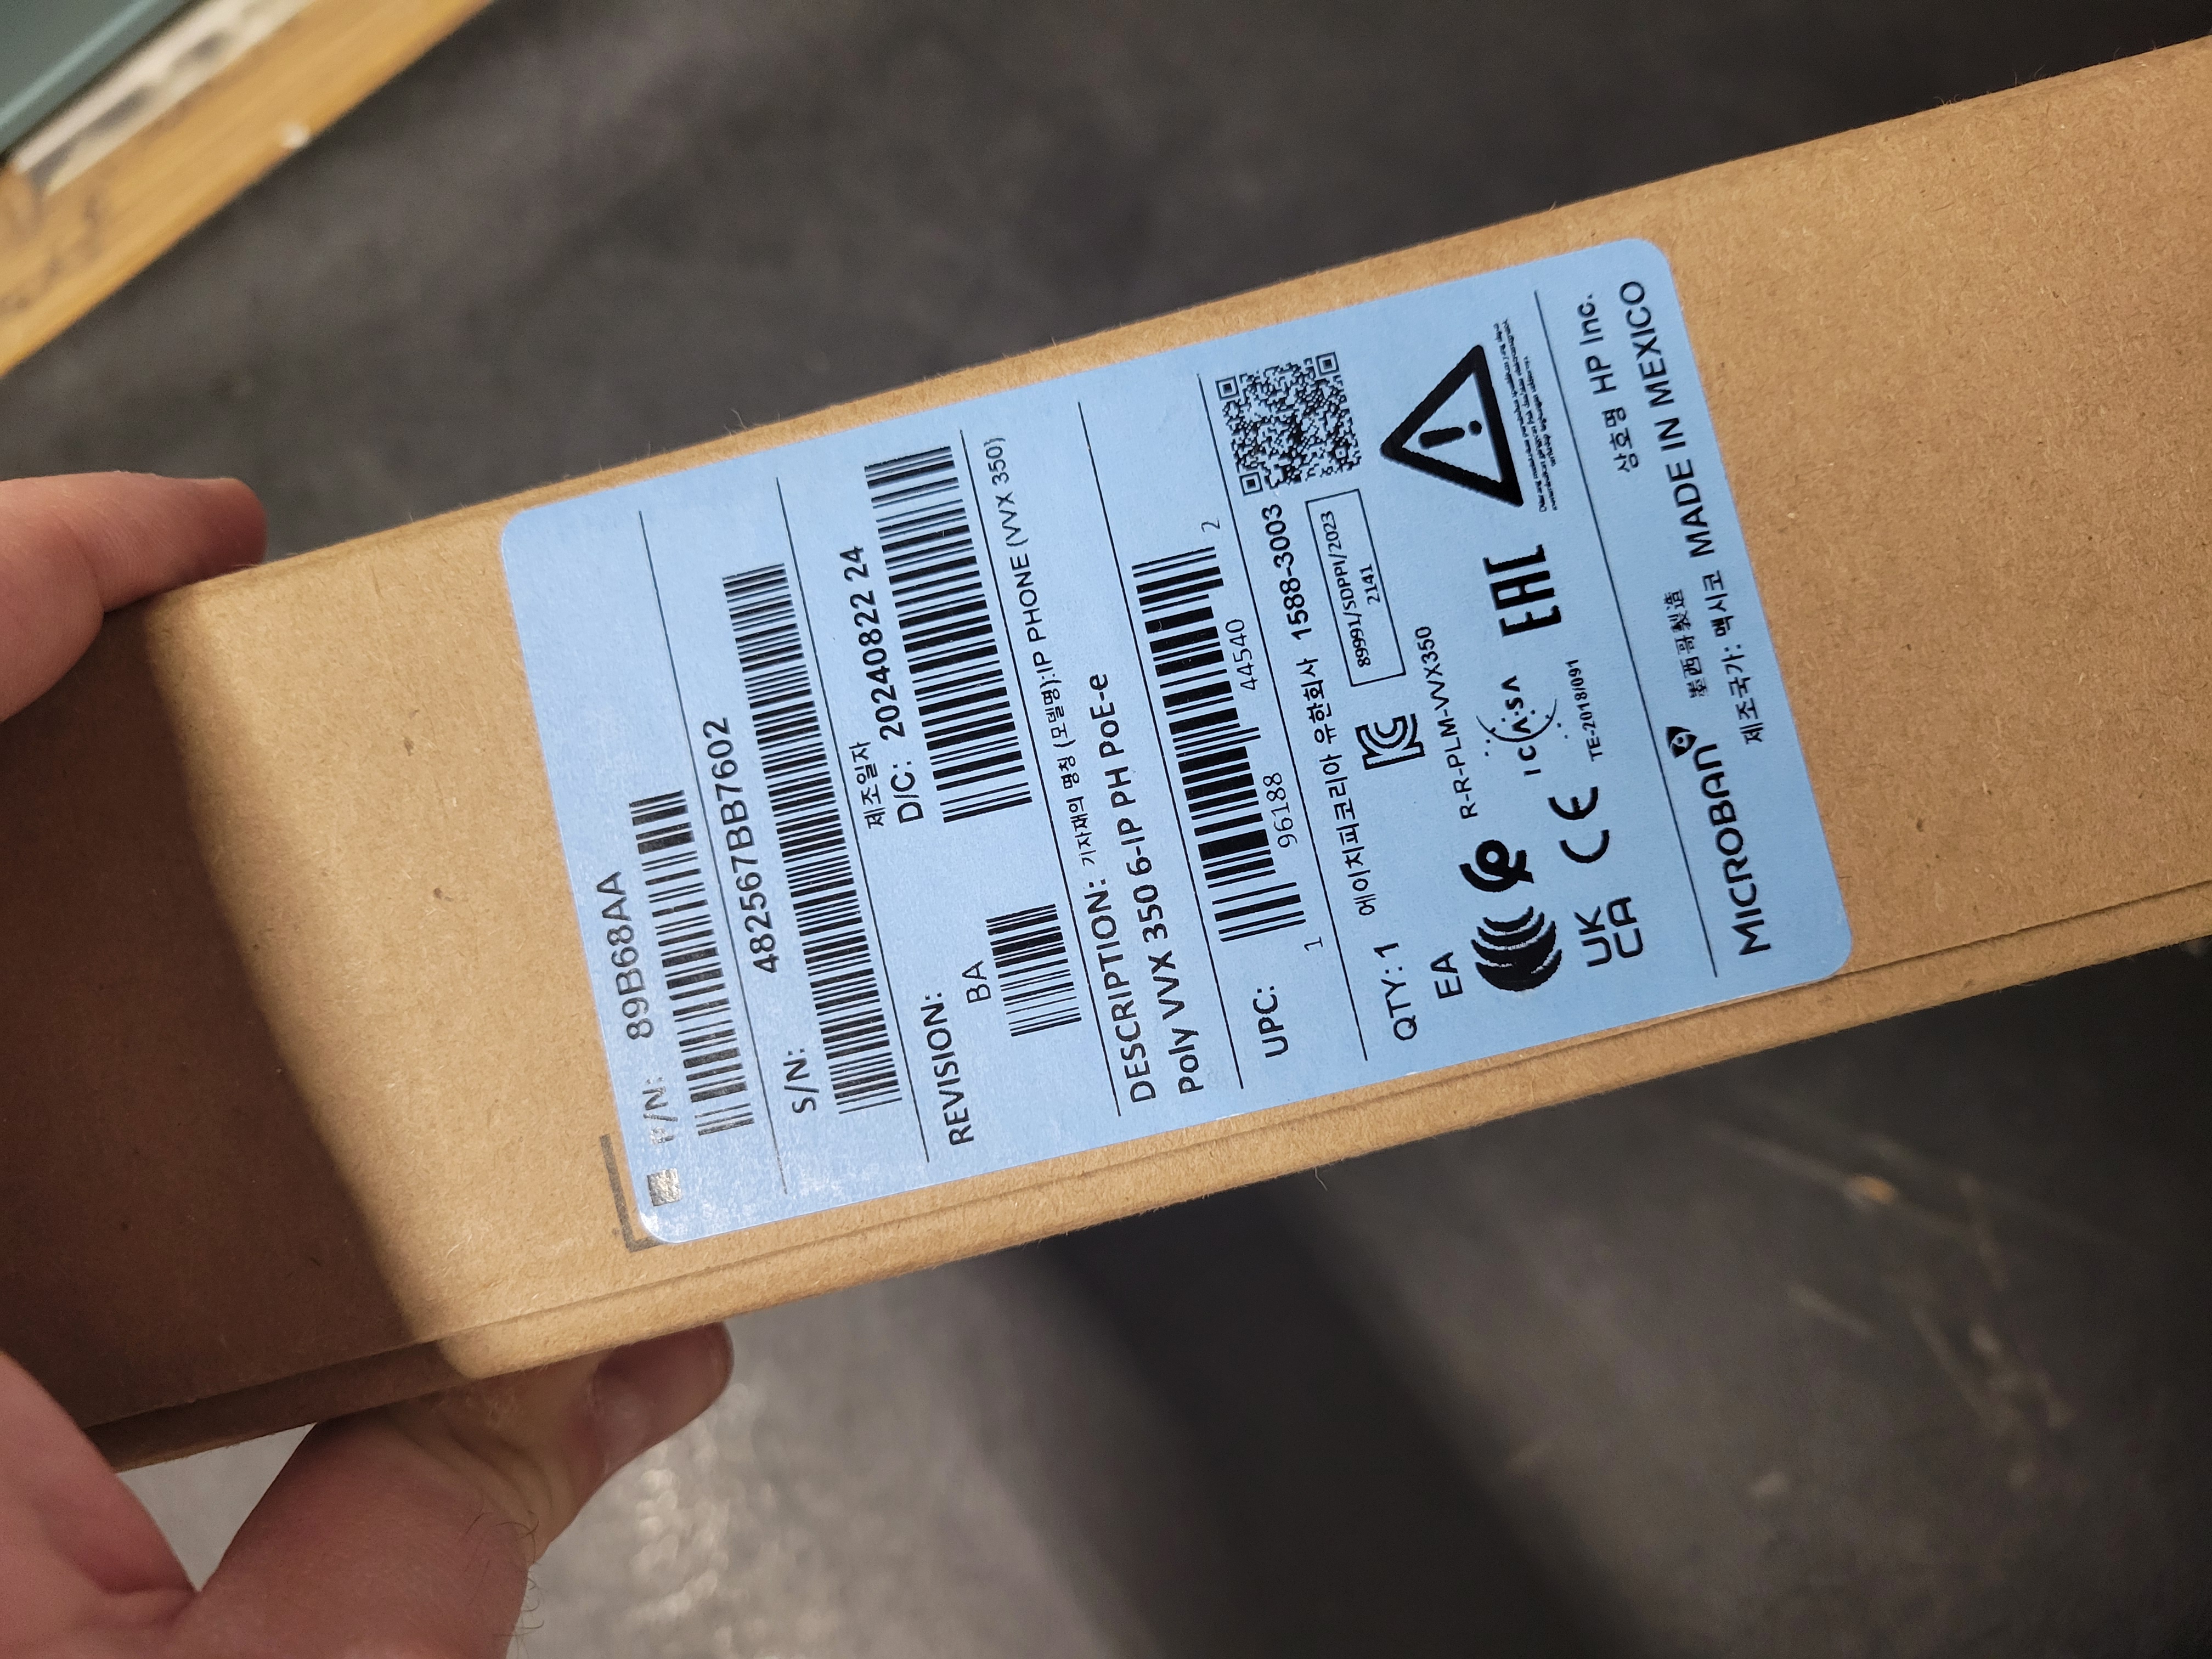 P/N: 89B68AA
S/N: 482567BB7602
제조일자
REVISION: D/C: 20240822 24
BA
DESCRIPTION: 기자재의 명칭 (모델명):IP PHONE (VVX 350)
Poly VVX 350 6-IP PH PoE-e
UPC:
1 96188 44540 2
QTY: 1 에이치피코리아 유한회사 1588-3003
EA
89991/SDPPI/2023
2141
R-R-PLM-VVX350
UK CA CE ICASA EAC
TE-2018/091
상호명 HP Inc.
MICROBAN 墨西哥製造
제조국가: 멕시코 MADE IN MEXICO